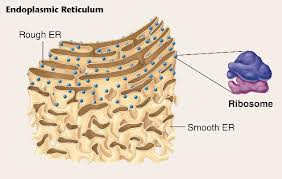 Endoplasmic Reticulum
Rough ER
Ribosome
Smooth ER